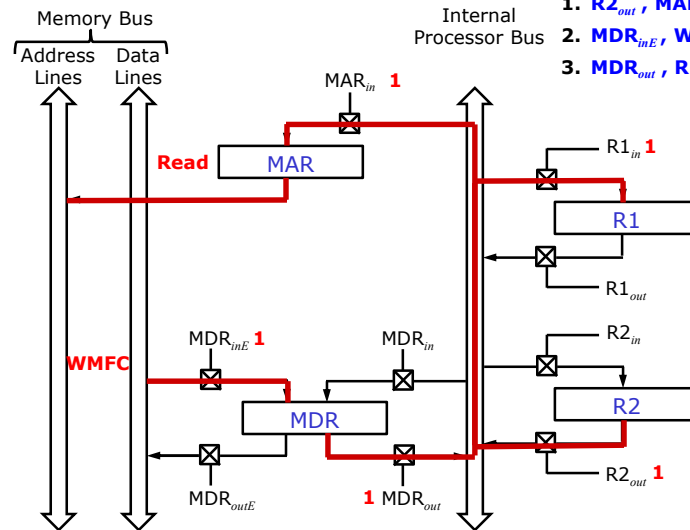 Memory Bus
Address Lines
Data Lines
Internal Processor Bus
1. R2out , MA
2. MDRinE , W
3. MDRout , R
MARin 1
Read
MAR
R1in 1
R1
R1out
WMFC
MDRinE 1
MDRin
R2in
MDR
R2
MDRoutE
1 MDRout
R2out 1